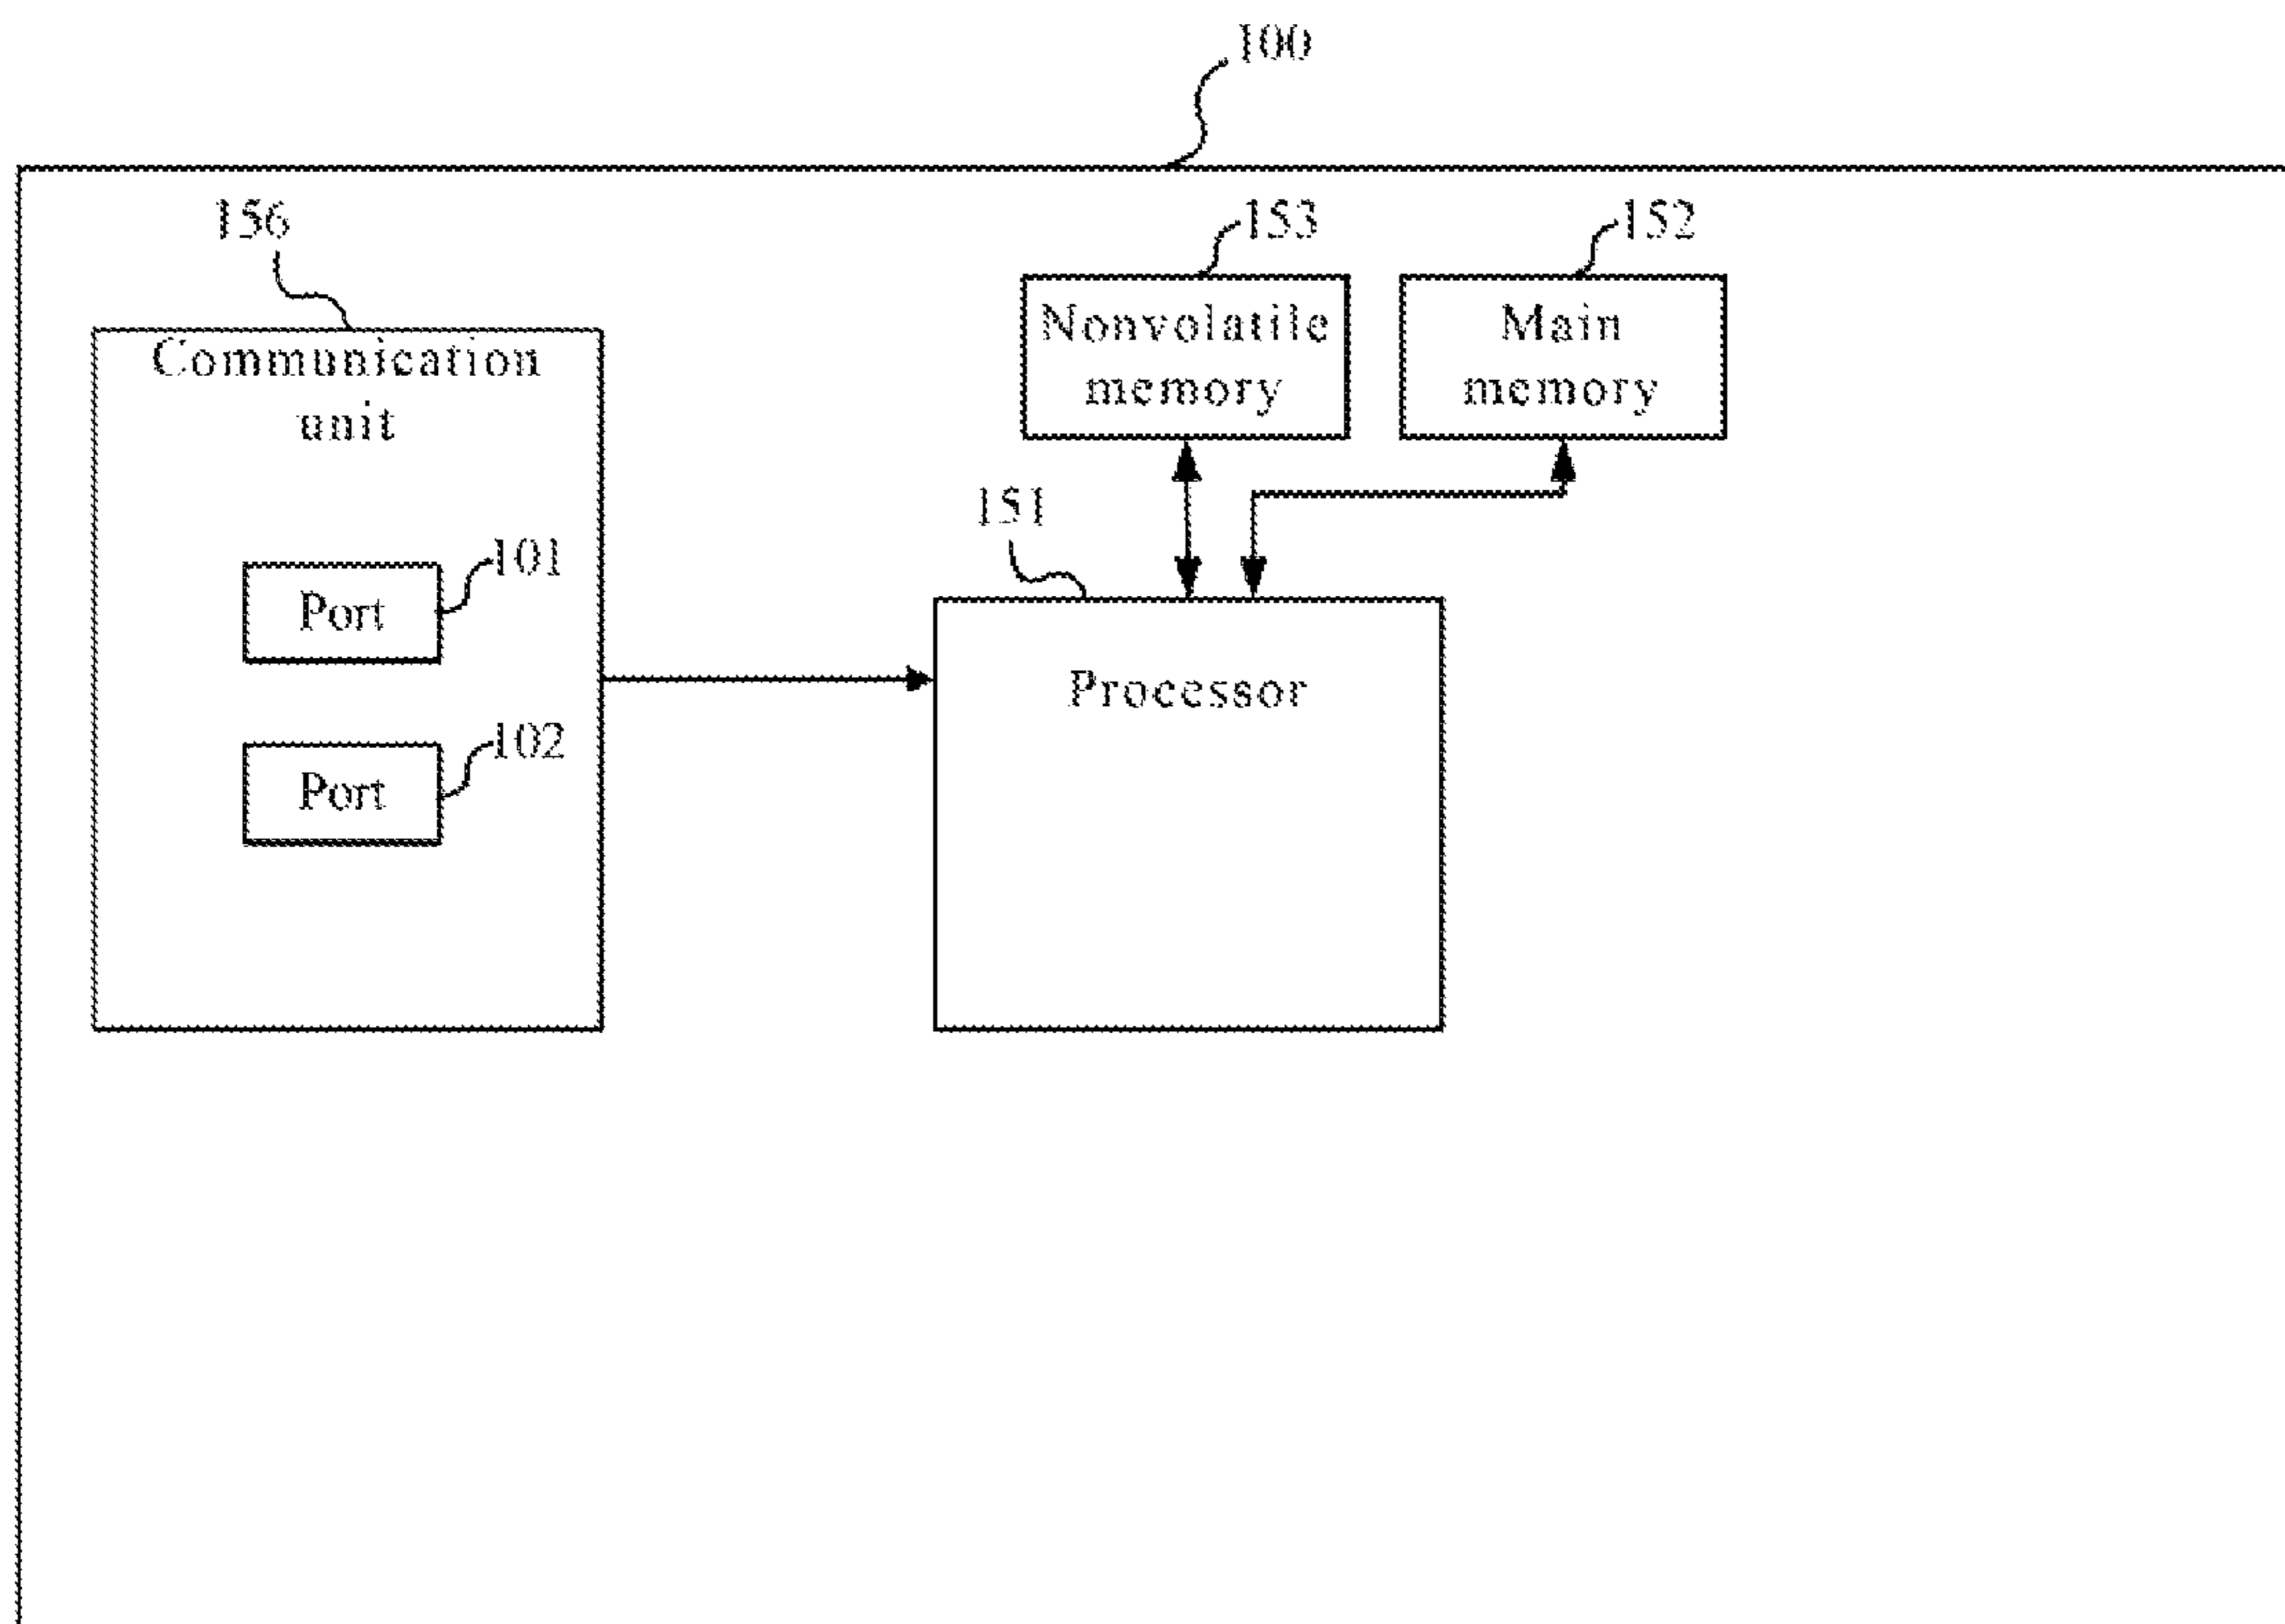 100
156
153
152
Communication
unit
Nonvolatile
memory
Main
memory
101
Port
151
102
Port
Processor